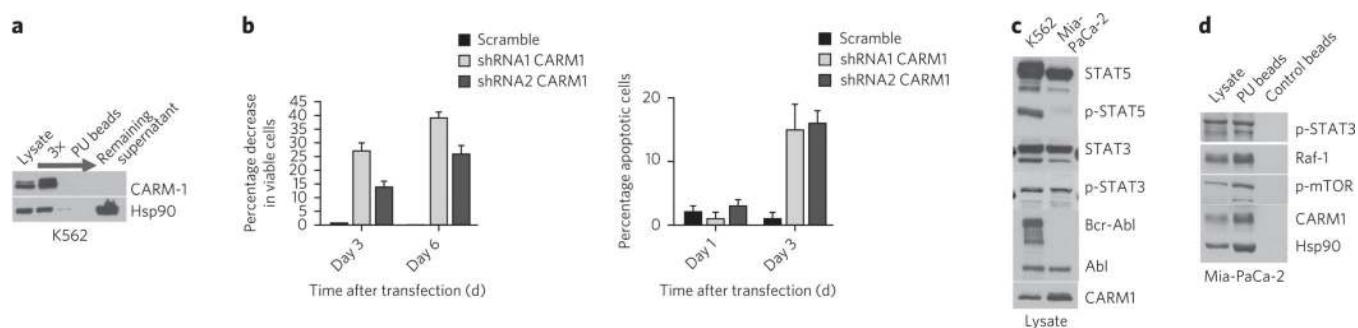 a
Lysate
3×
PU beads
Remaining
supernatant
CARM-1
Hsp90
K562
b
Scramble
shRNA1 CARM1
shRNA2 CARM1
Percentage decrease
in viable cells
45
40
35
30
25
20
15
10
5
0
Day 3
Day 6
Time after transfection (d)
Scramble
shRNA1 CARM1
shRNA2 CARM1
Percentage apoptotic cells
20
10
0
Day 1
Day 3
Time after transfection (d)
c
K562
Mia-
PaCa-2
STAT5
p-STAT5
STAT3
p-STAT3
Bcr-Abl
Abl
CARM1
Lysate
d
Lysate
PU beads
Control beads
p-STAT3
Raf-1
p-mTOR
CARM1
Hsp90
Mia-PaCa-2